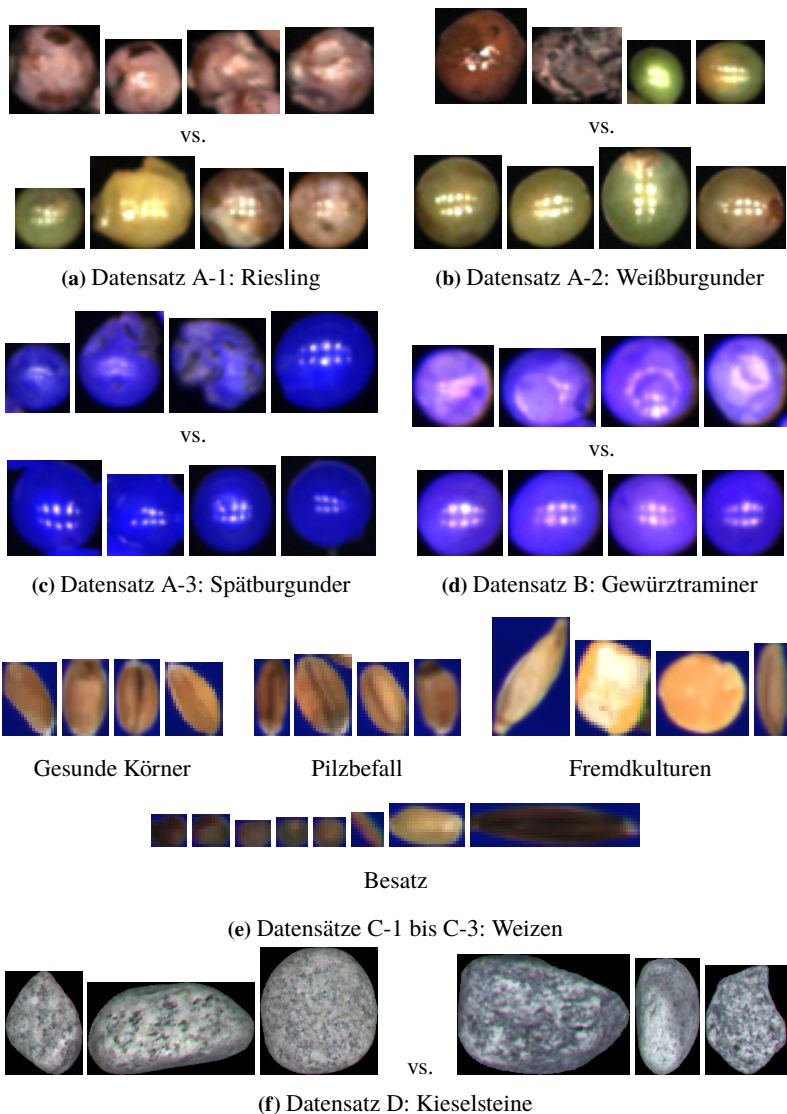 vs.
(a) Datensatz A-1: Riesling
vs.
(b) Datensatz A-2: Weißburgunder
vs.
(c) Datensatz A-3: Spätburgunder
vs.
(d) Datensatz B: Gewürztraminer
Gesunde Körner
Pilzbefall
Fremdkulturen
Besatz
(e) Datensätze C-1 bis C-3: Weizen
vs.
(f) Datensatz D: Kieselsteine